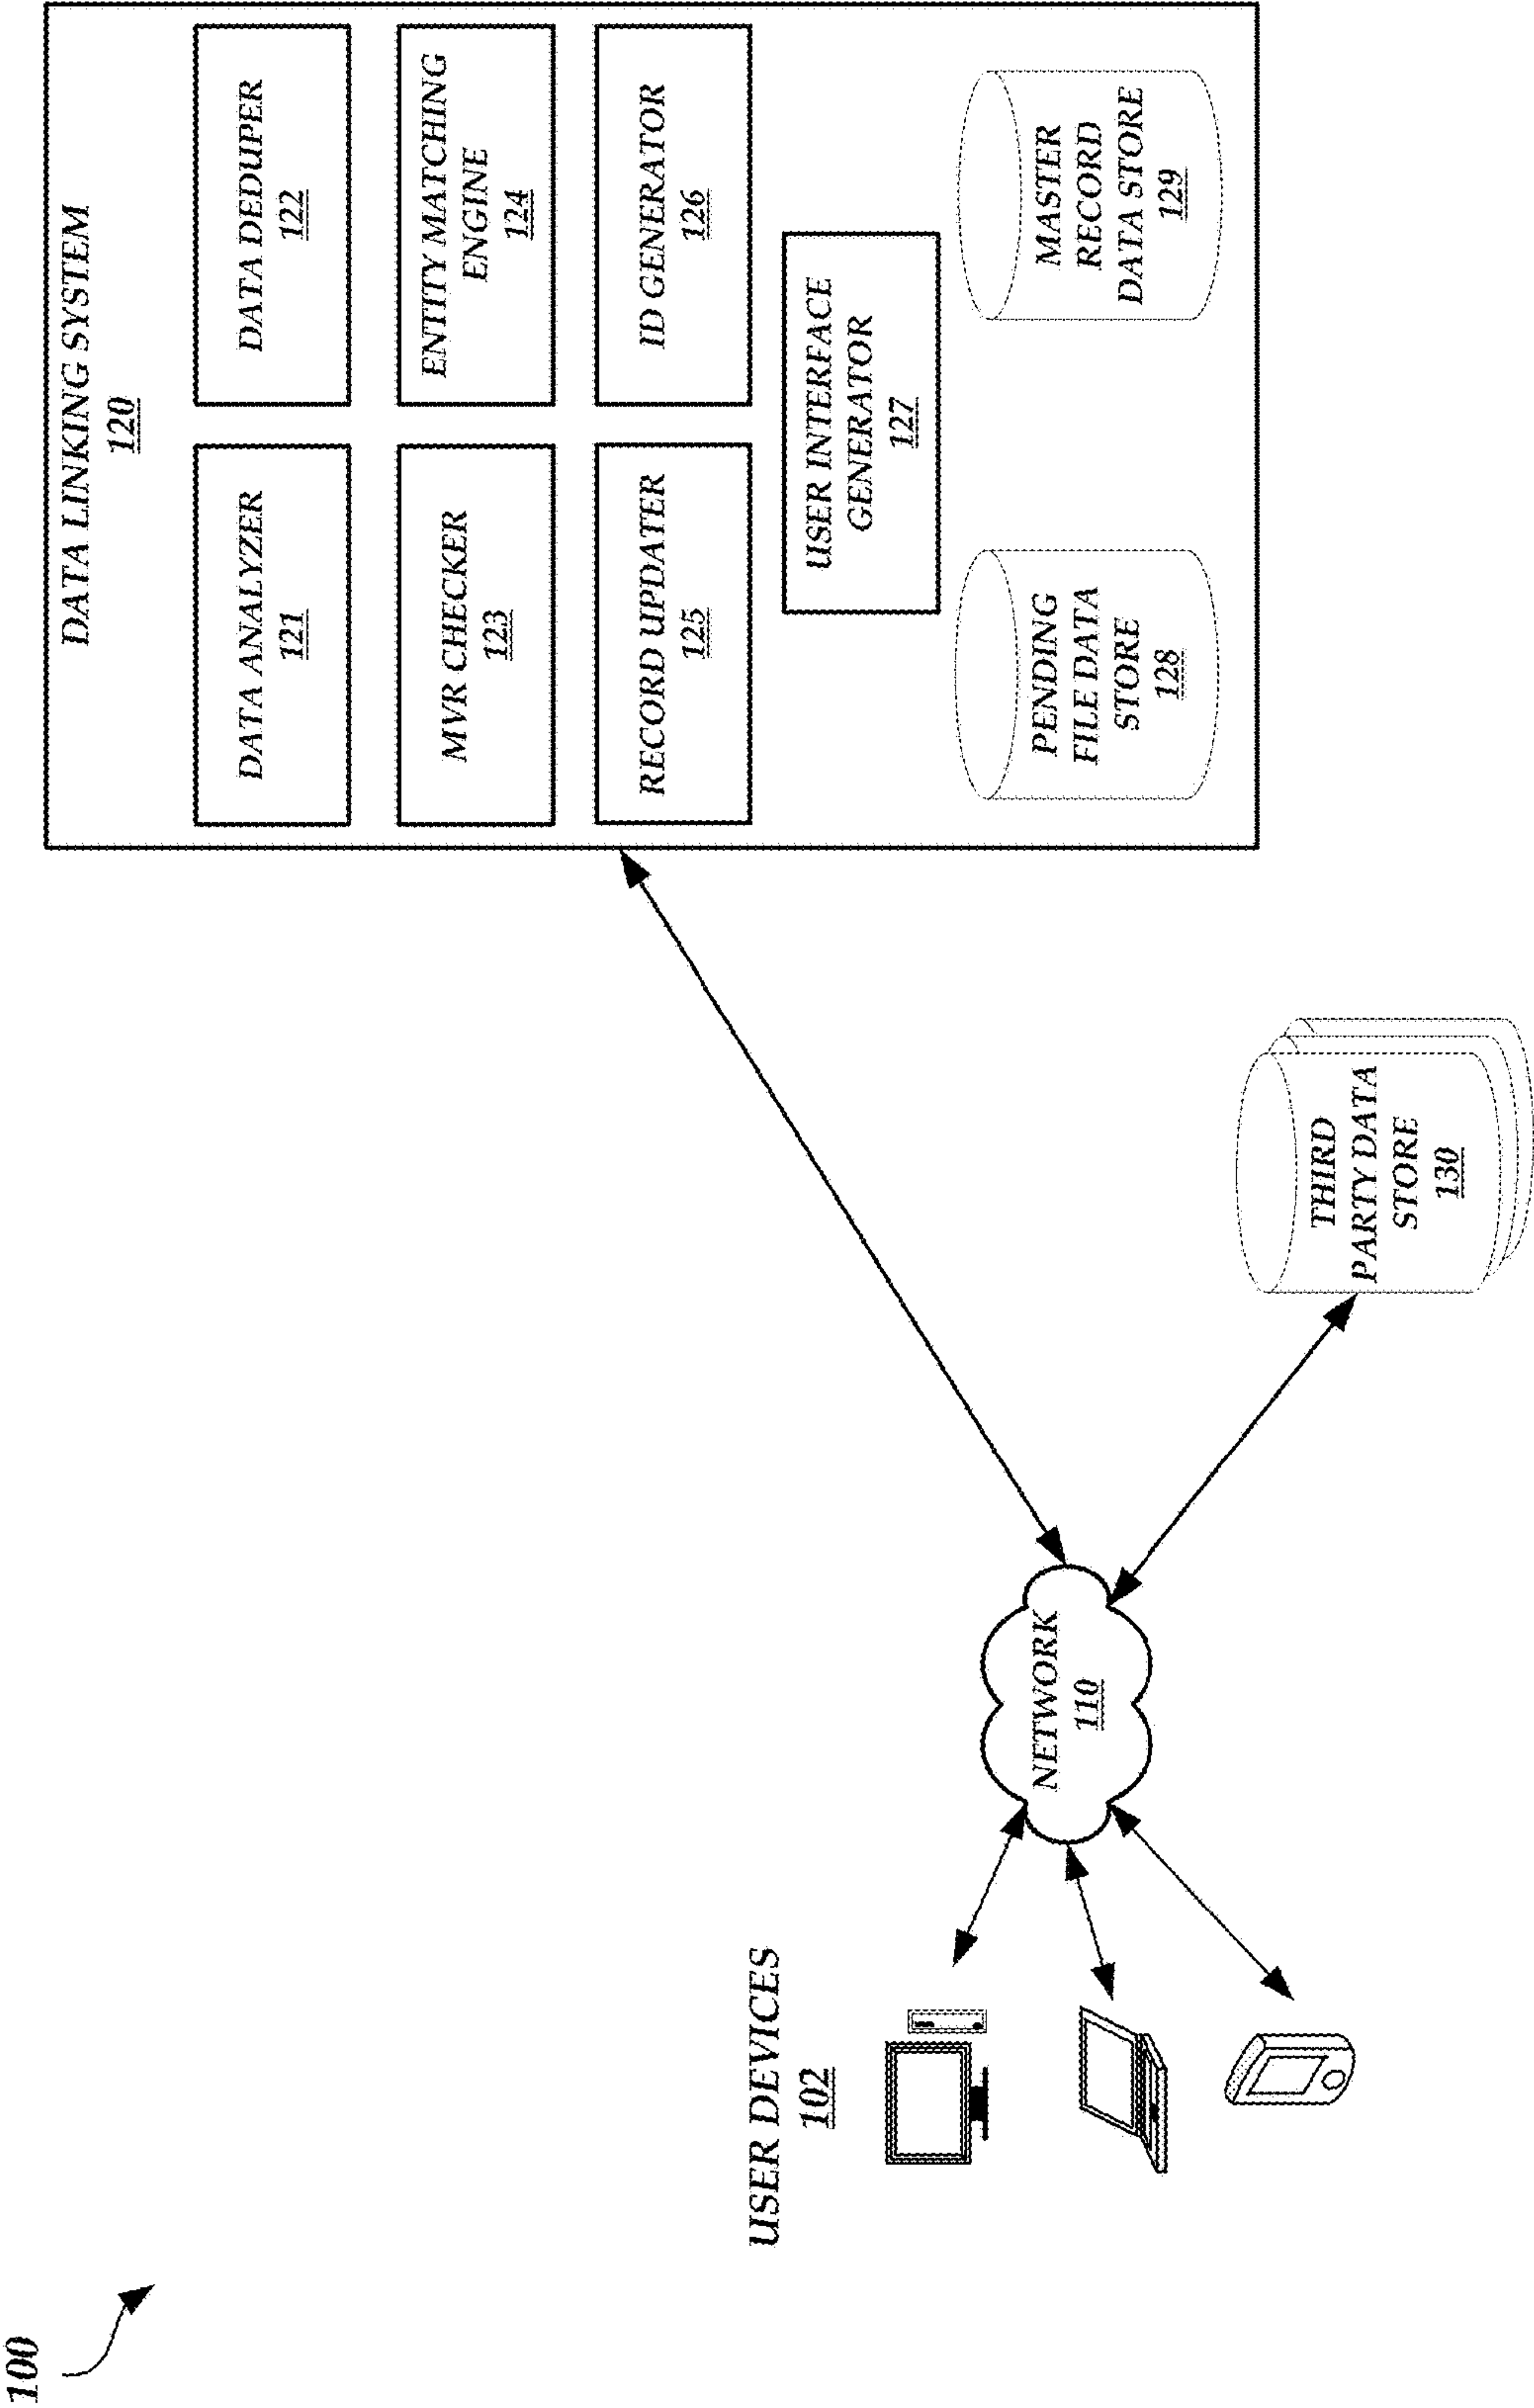 100
USER DEVICES
102
NETWORK
110
THIRD
PARTY DATA
STORE
130
DATA LINKING SYSTEM
120
DATA ANALYZER
121
DATA DEDUPER
122
MVR CHECKER
123
ENTITY MATCHING
ENGINE
124
RECORD UPDATER
125
ID GENERATOR
126
USER INTERFACE
GENERATOR
127
PENDING
FILE DATA
STORE
128
MASTER
RECORD
DATA STORE
129